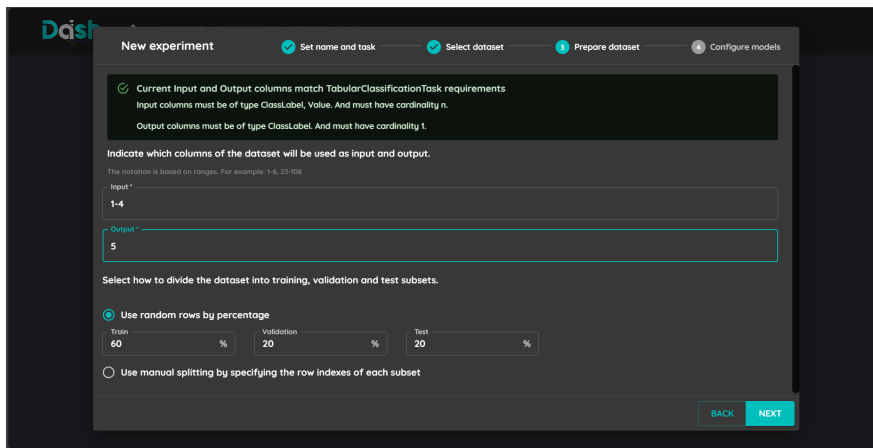 Dash
New experiment
Set name and task
Select dataset
3 Prepare dataset
4 Configure models
Current Input and Output columns match TabularClassificationTask requirements
Input columns must be of type ClassLabel, Value. And must have cardinality n.
Output columns must be of type ClassLabel. And must have cardinality 1.
Indicate which columns of the dataset will be used as input and output.
The notation is based on ranges. For example: 1-6, 23-108
Input *
1-4
Output *
5
Select how to divide the dataset into training, validation and test subsets.
Use random rows by percentage
Train
60 %
Validation
20 %
Test
20 %
Use manual splitting by specifying the row indexes of each subset
BACK
NEXT